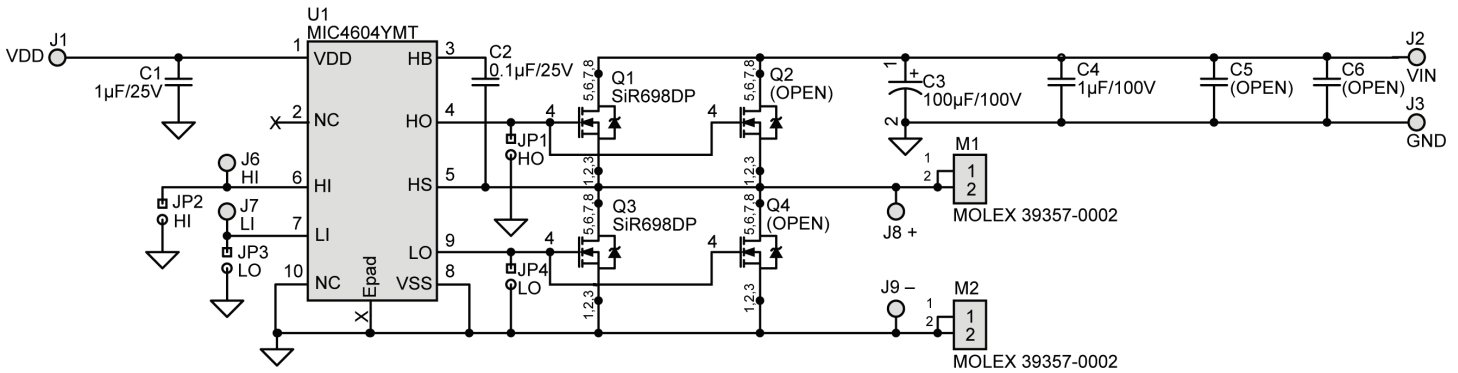 VDD J1
C1
1µF/25V
U1
MIC4604YMT
1 VDD
2 NC
X
6 HI
7 LI
10 NC
Epad
X
HB 3
HO 4
HS 5
LO 9
VSS 8
J6
HI
J7
LI
JP2
HI
JP3
LO
C2
0.1µF/25V
JP1
HO
JP4
LO
4
5,6,7,8
Q1
SiR698DP
1,2,3
4
5,6,7,8
Q2
(OPEN)
1,2,3
4
5,6,7,8
Q3
SiR698DP
1,2,3
4
5,6,7,8
Q4
(OPEN)
1,2,3
1
+
C3
100µF/100V
2
C4
1µF/100V
C5
(OPEN)
C6
(OPEN)
J2
VIN
J3
GND
J8 +
1
2
M1
1
2
MOLEX 39357-0002
J9 –
1
2
M2
1
2
MOLEX 39357-0002